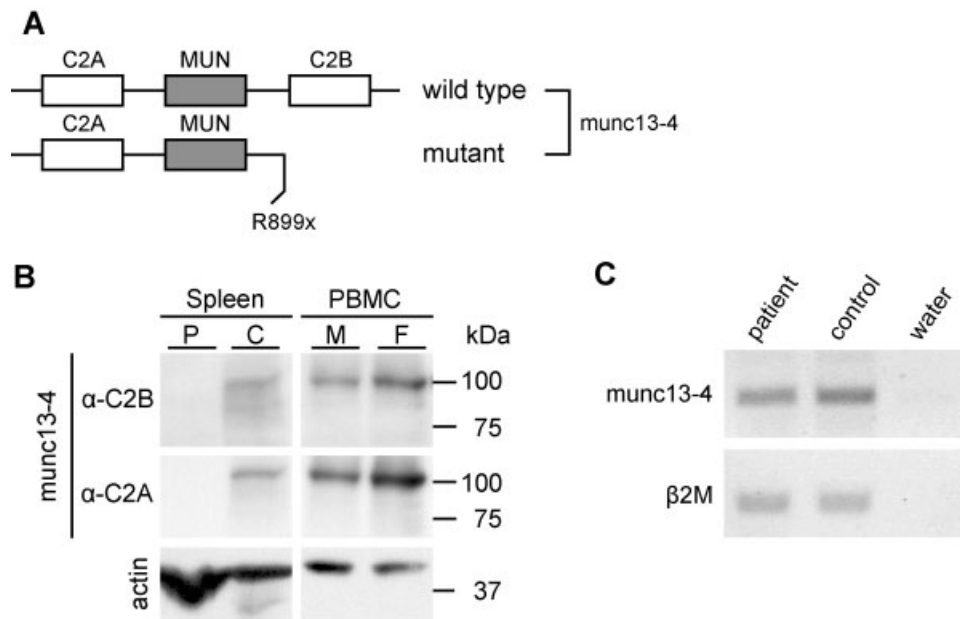 A
C2A MUN C2B
wild type
C2A MUN
munc13-4
mutant
R899x
B
Spleen PBMC
P C M F kDa
munc13-4
α-C2B
100
75
α-C2A
100
75
actin
37
C
patient control water
munc13-4
β2M